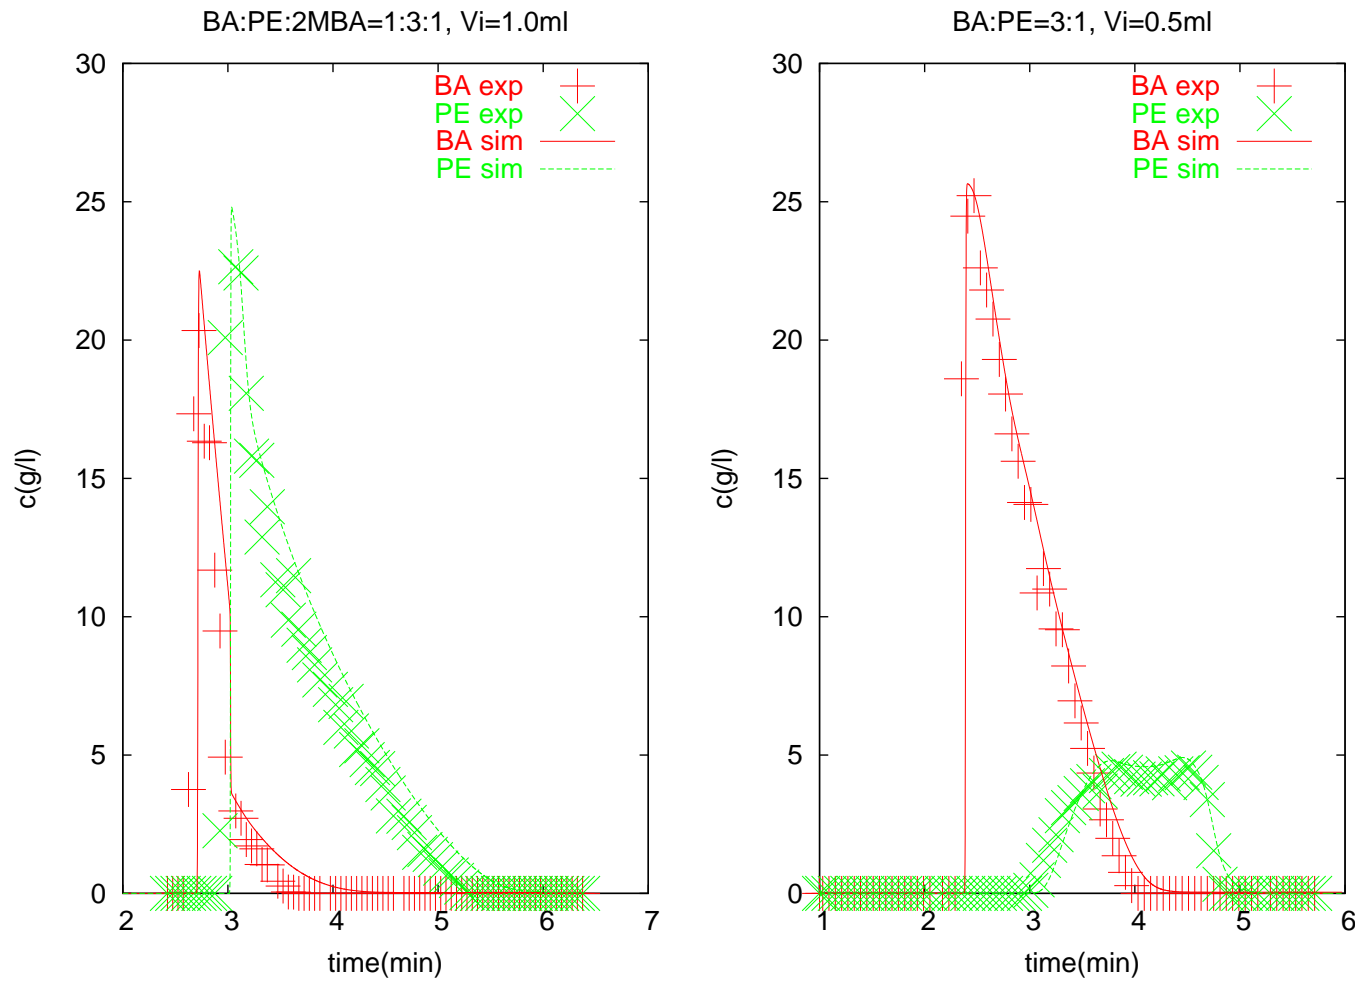 BA:PE:2MBA=1:3:1, Vi=1.0ml
30
25
20
15
10
5
0
c(g/l)
2 3 4 5 6 7
time(min)
BA exp
PE exp
BA sim
PE sim
BA:PE=3:1, Vi=0.5ml
30
25
20
15
10
5
0
c(g/l)
1 2 3 4 5 6
time(min)
BA exp
PE exp
BA sim
PE sim